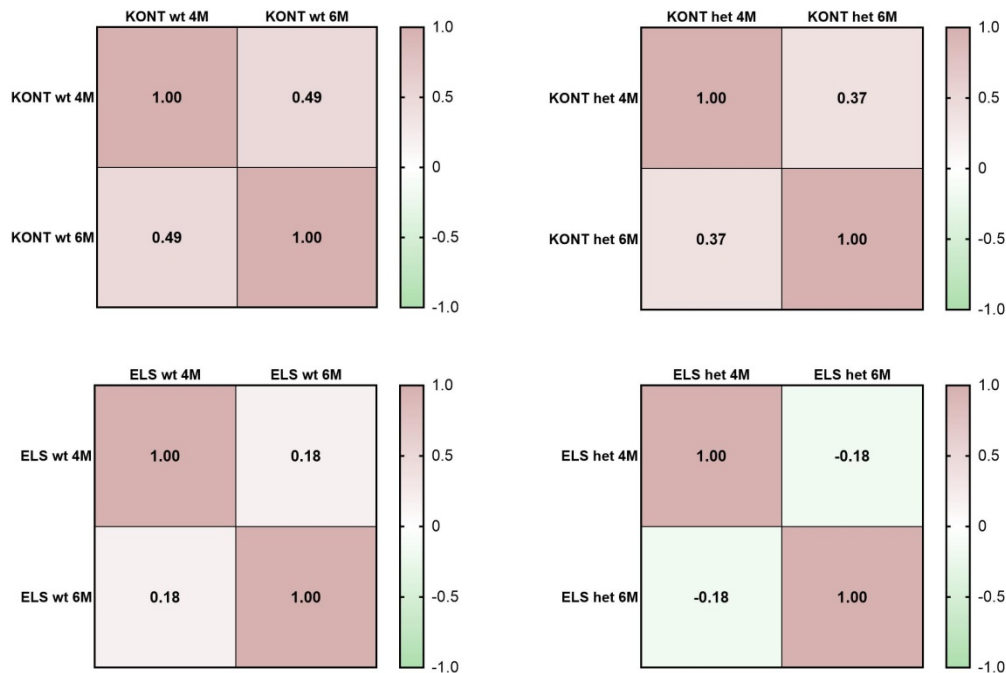 KONT wt 4M KONT wt 6M
KONT wt 4M 1.00 0.49
KONT wt 6M 0.49 1.00
1.0
0.5
0
-0.5
-1.0
KONT het 4M KONT het 6M
KONT het 4M 1.00 0.37
KONT het 6M 0.37 1.00
1.0
0.5
0
-0.5
-1.0
ELS wt 4M ELS wt 6M
ELS wt 4M 1.00 0.18
ELS wt 6M 0.18 1.00
1.0
0.5
0
-0.5
-1.0
ELS het 4M ELS het 6M
ELS het 4M 1.00 -0.18
ELS het 6M -0.18 1.00
1.0
0.5
0
-0.5
-1.0